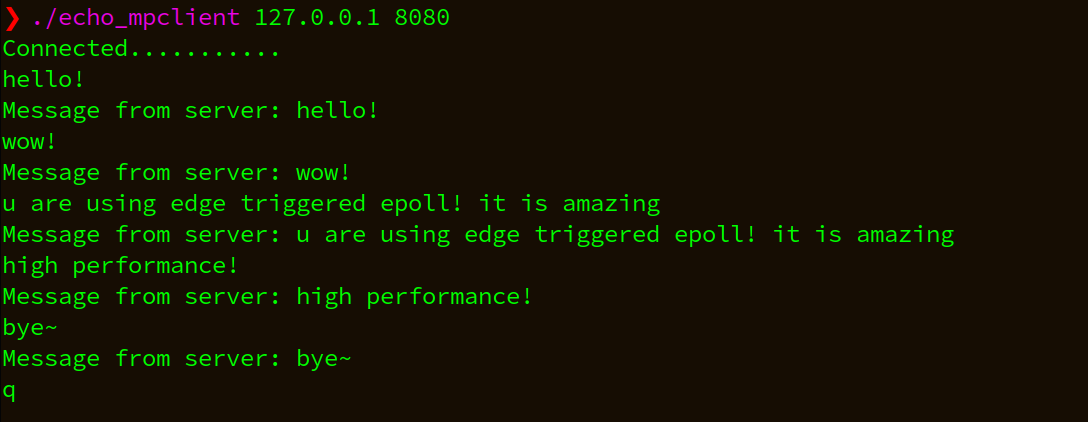 ❯ ./echo_mpclient 127.0.0.1 8080
Connected...........
hello!
Message from server: hello!
wow!
Message from server: wow!
u are using edge triggered epoll! it is amazing
Message from server: u are using edge triggered epoll! it is amazing
high performance!
Message from server: high performance!
bye~
Message from server: bye~
q